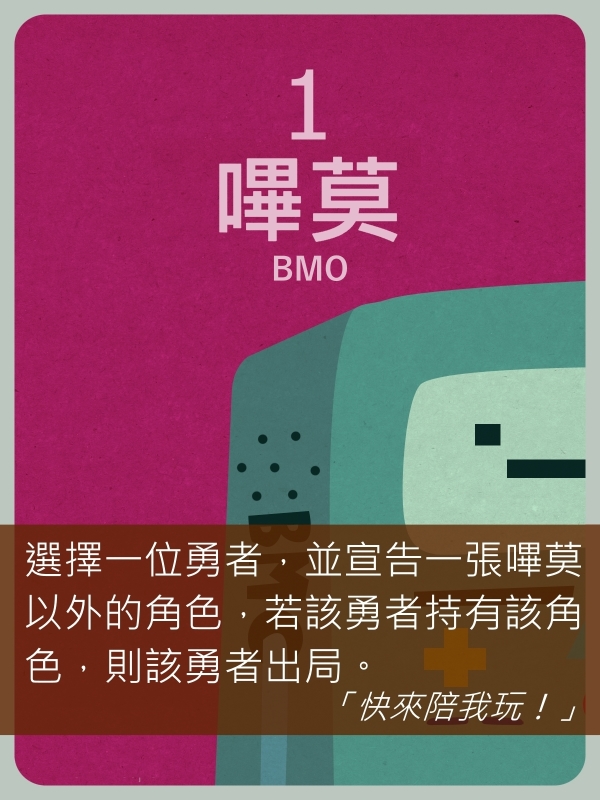 1
嗶莫
BMO
BMO
選擇一位勇者，並宣告一張嗶莫
以外的角色，若該勇者持有該角
色，則該勇者出局。
「快來陪我玩！」